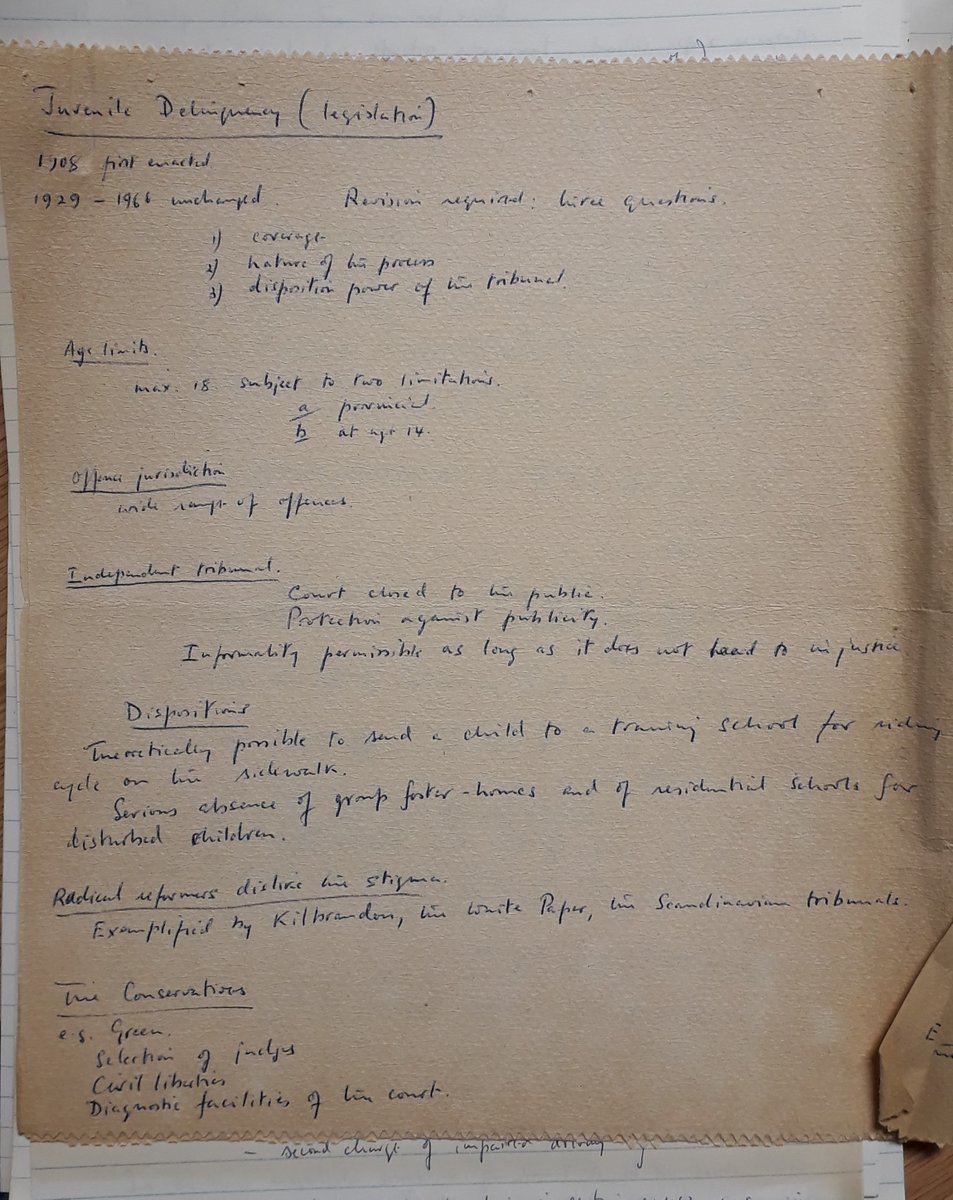 Juvenile Delinquency (legislation)
1908 first enacted
1929 - 1966 unchanged. Revision required: three questions.
1) coverage
2) nature of the process
3) disposition power of the tribunal.
Age limits.
max. 18 subject to two limitations.
a provincial.
b at age 14.
Offence jurisdiction
wide range of offences.
Independent tribunal.
Court closed to the public.
Protection against publicity.
Informality permissible as long as it does not lead to injustice
Dispositions
Theoretically possible to send a child to a training school for riding
cycle on the sidewalk.
Serious absence of group foster-homes and of residential schools for
disturbed children.
Radical reformers dislike the stigma.
Exemplified by Kilbrandon, the White Paper, the Scandinavian tribunals.
The Conservatives
e.g. Green.
Selection of judges
Civil liberties
Diagnostic facilities of the court.
- second charge of impaired driving